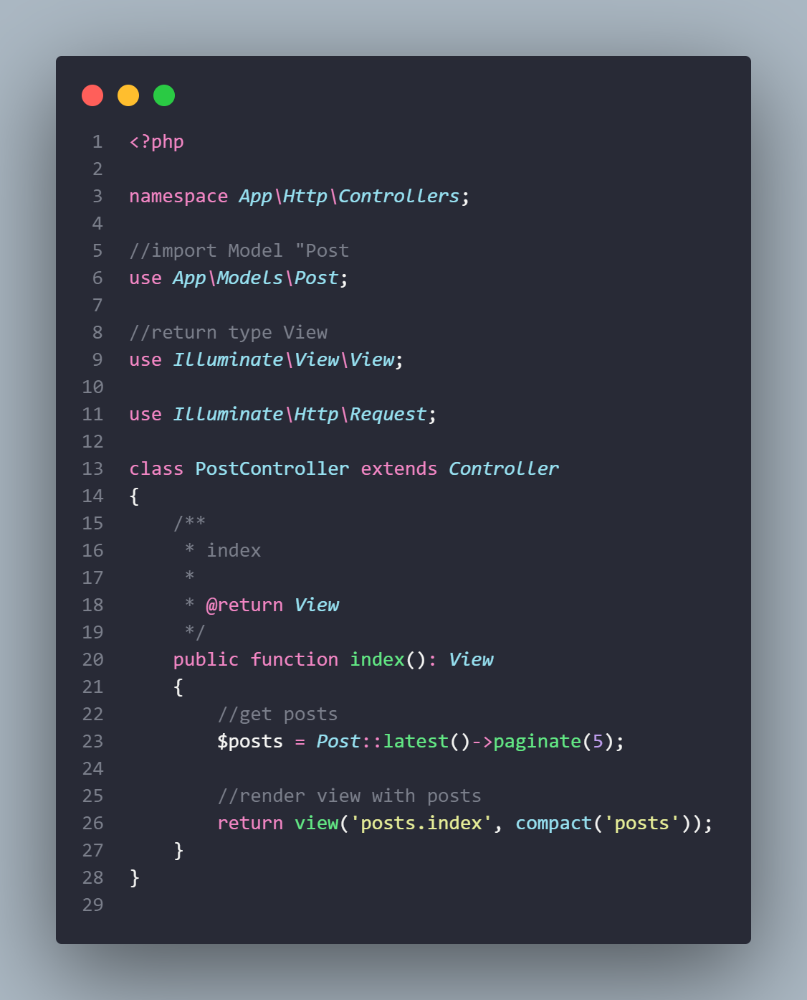 1 <?php
2
3 namespace App\Http\Controllers;
4
5 //import Model "Post
6 use App\Models\Post;
7
8 //return type View
9 use Illuminate\View\View;
10
11 use Illuminate\Http\Request;
12
13 class PostController extends Controller
14 {
15     /**
16      * index
17      *
18      * @return View
19      */
20     public function index(): View
21     {
22         //get posts
23         $posts = Post::latest()->paginate(5);
24
25         //render view with posts
26         return view('posts.index', compact('posts'));
27     }
28 }
29